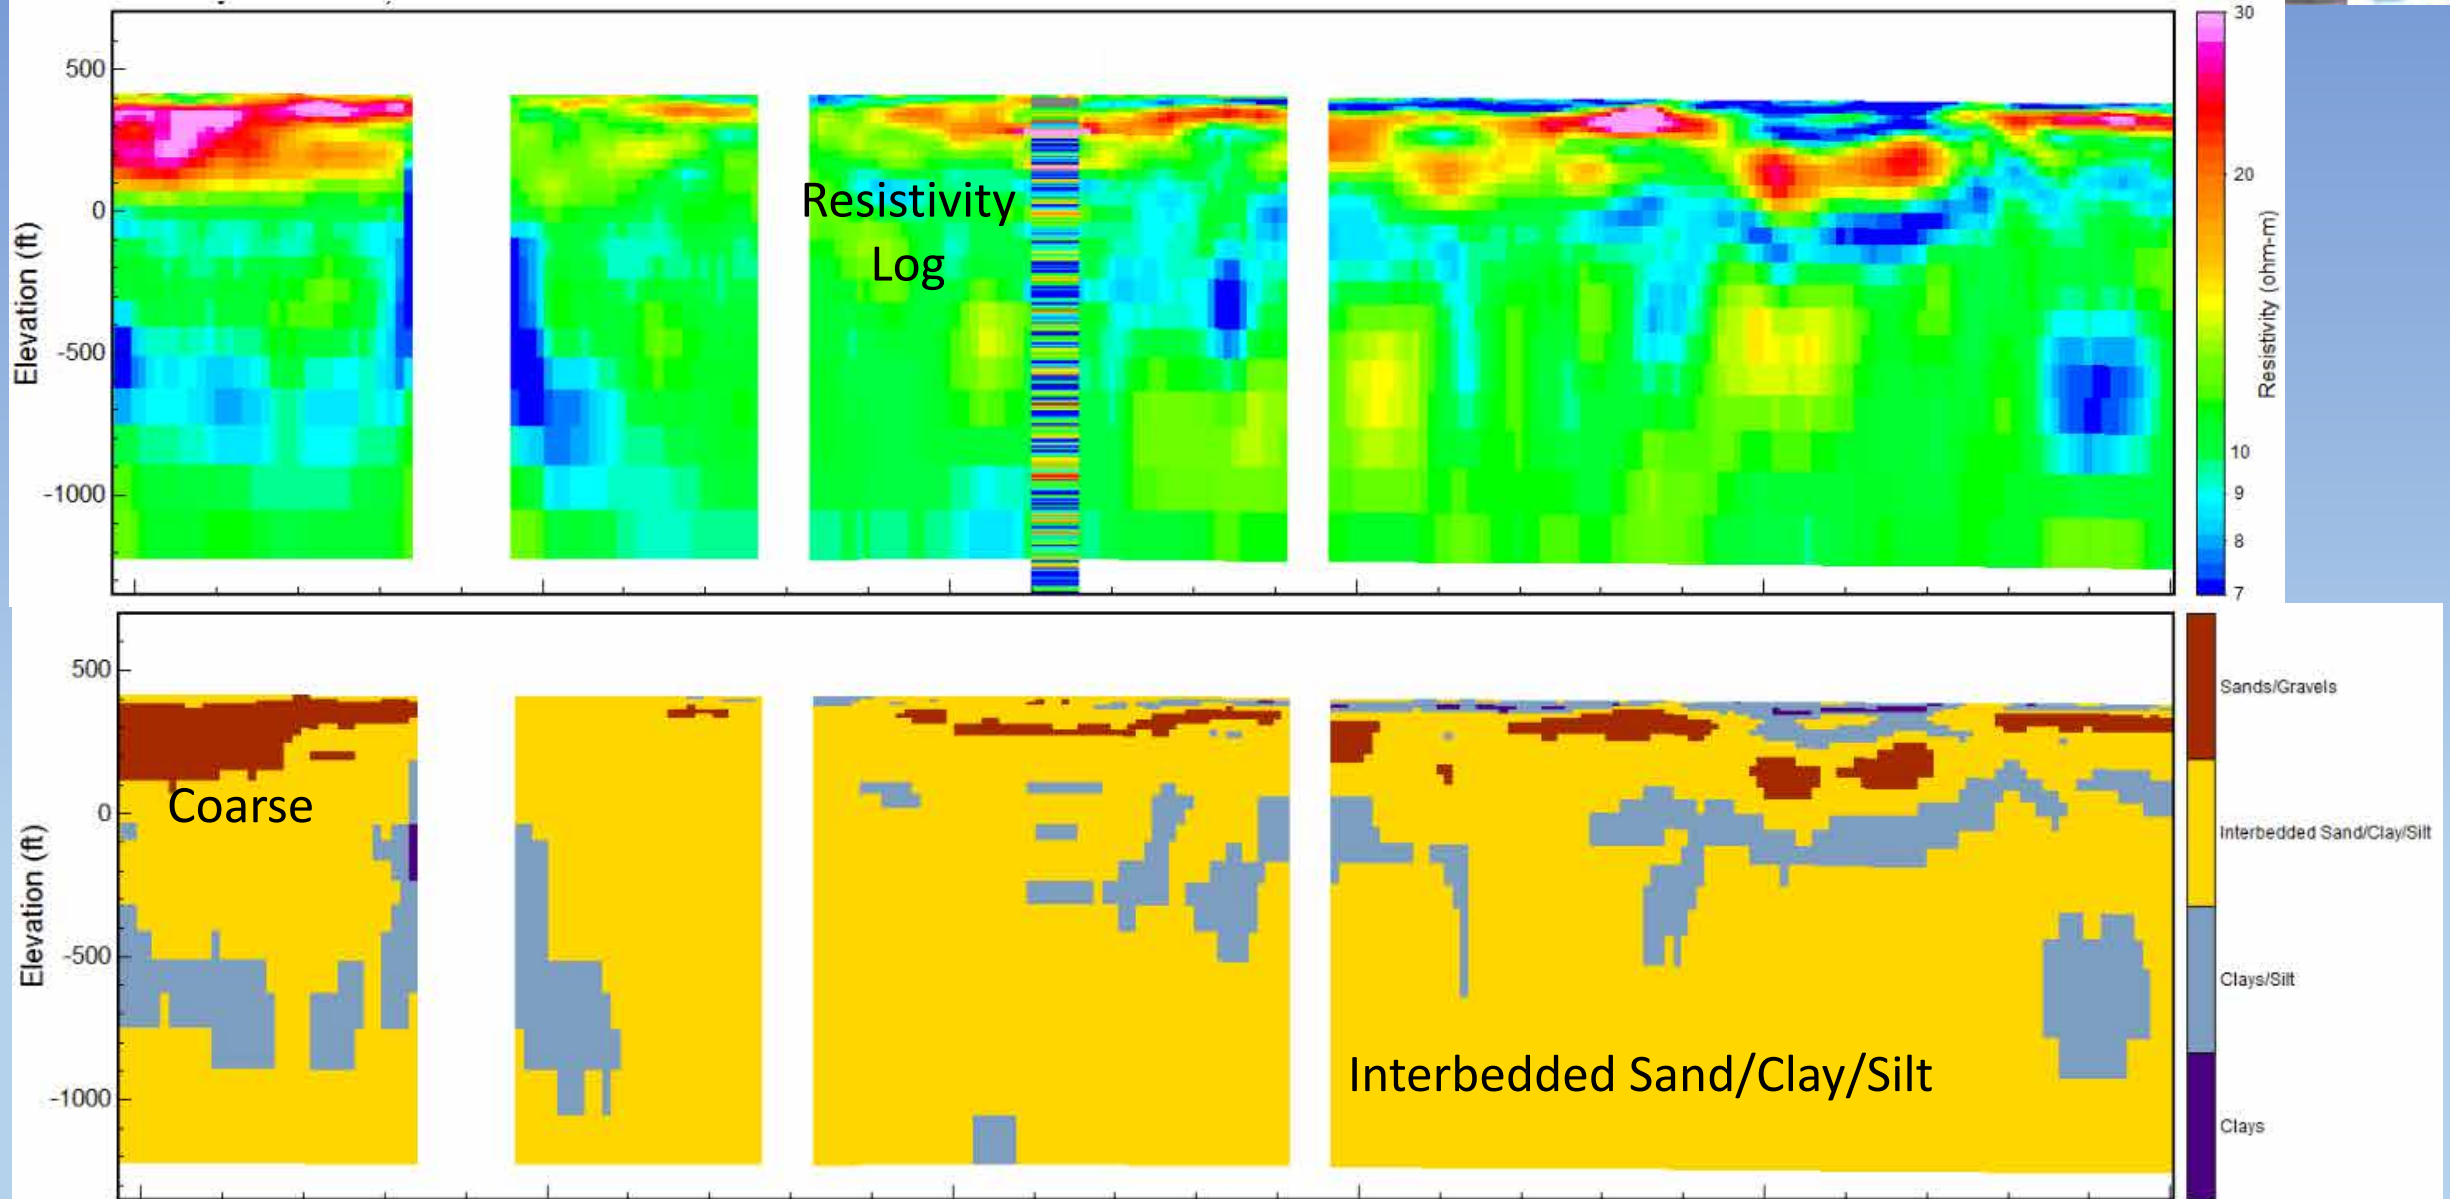 500
0
-500
-1000
Elevation (ft)
Resistivity
Log
30
20
10
9
8
7
Resistivity (ohm-m)
500
0
-500
-1000
Elevation (ft)
Coarse
Interbedded Sand/Clay/Silt
Sands/Gravels
Interbedded Sand/Clay/Silt
Clays/Silt
Clays